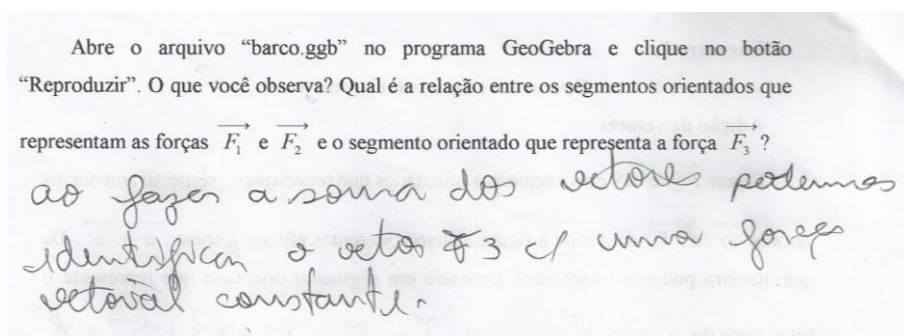 Abre o arquivo “barco.ggb” no programa GeoGebra e clique no botão
“Reproduzir”. O que você observa? Qual é a relação entre os segmentos orientados que
representam as forças F₁ e F₂ e o segmento orientado que representa a força F₃ ?
ao fazer a soma dos vetores podemos
identificar o vetor F3 c/ uma força
vetorial constante.